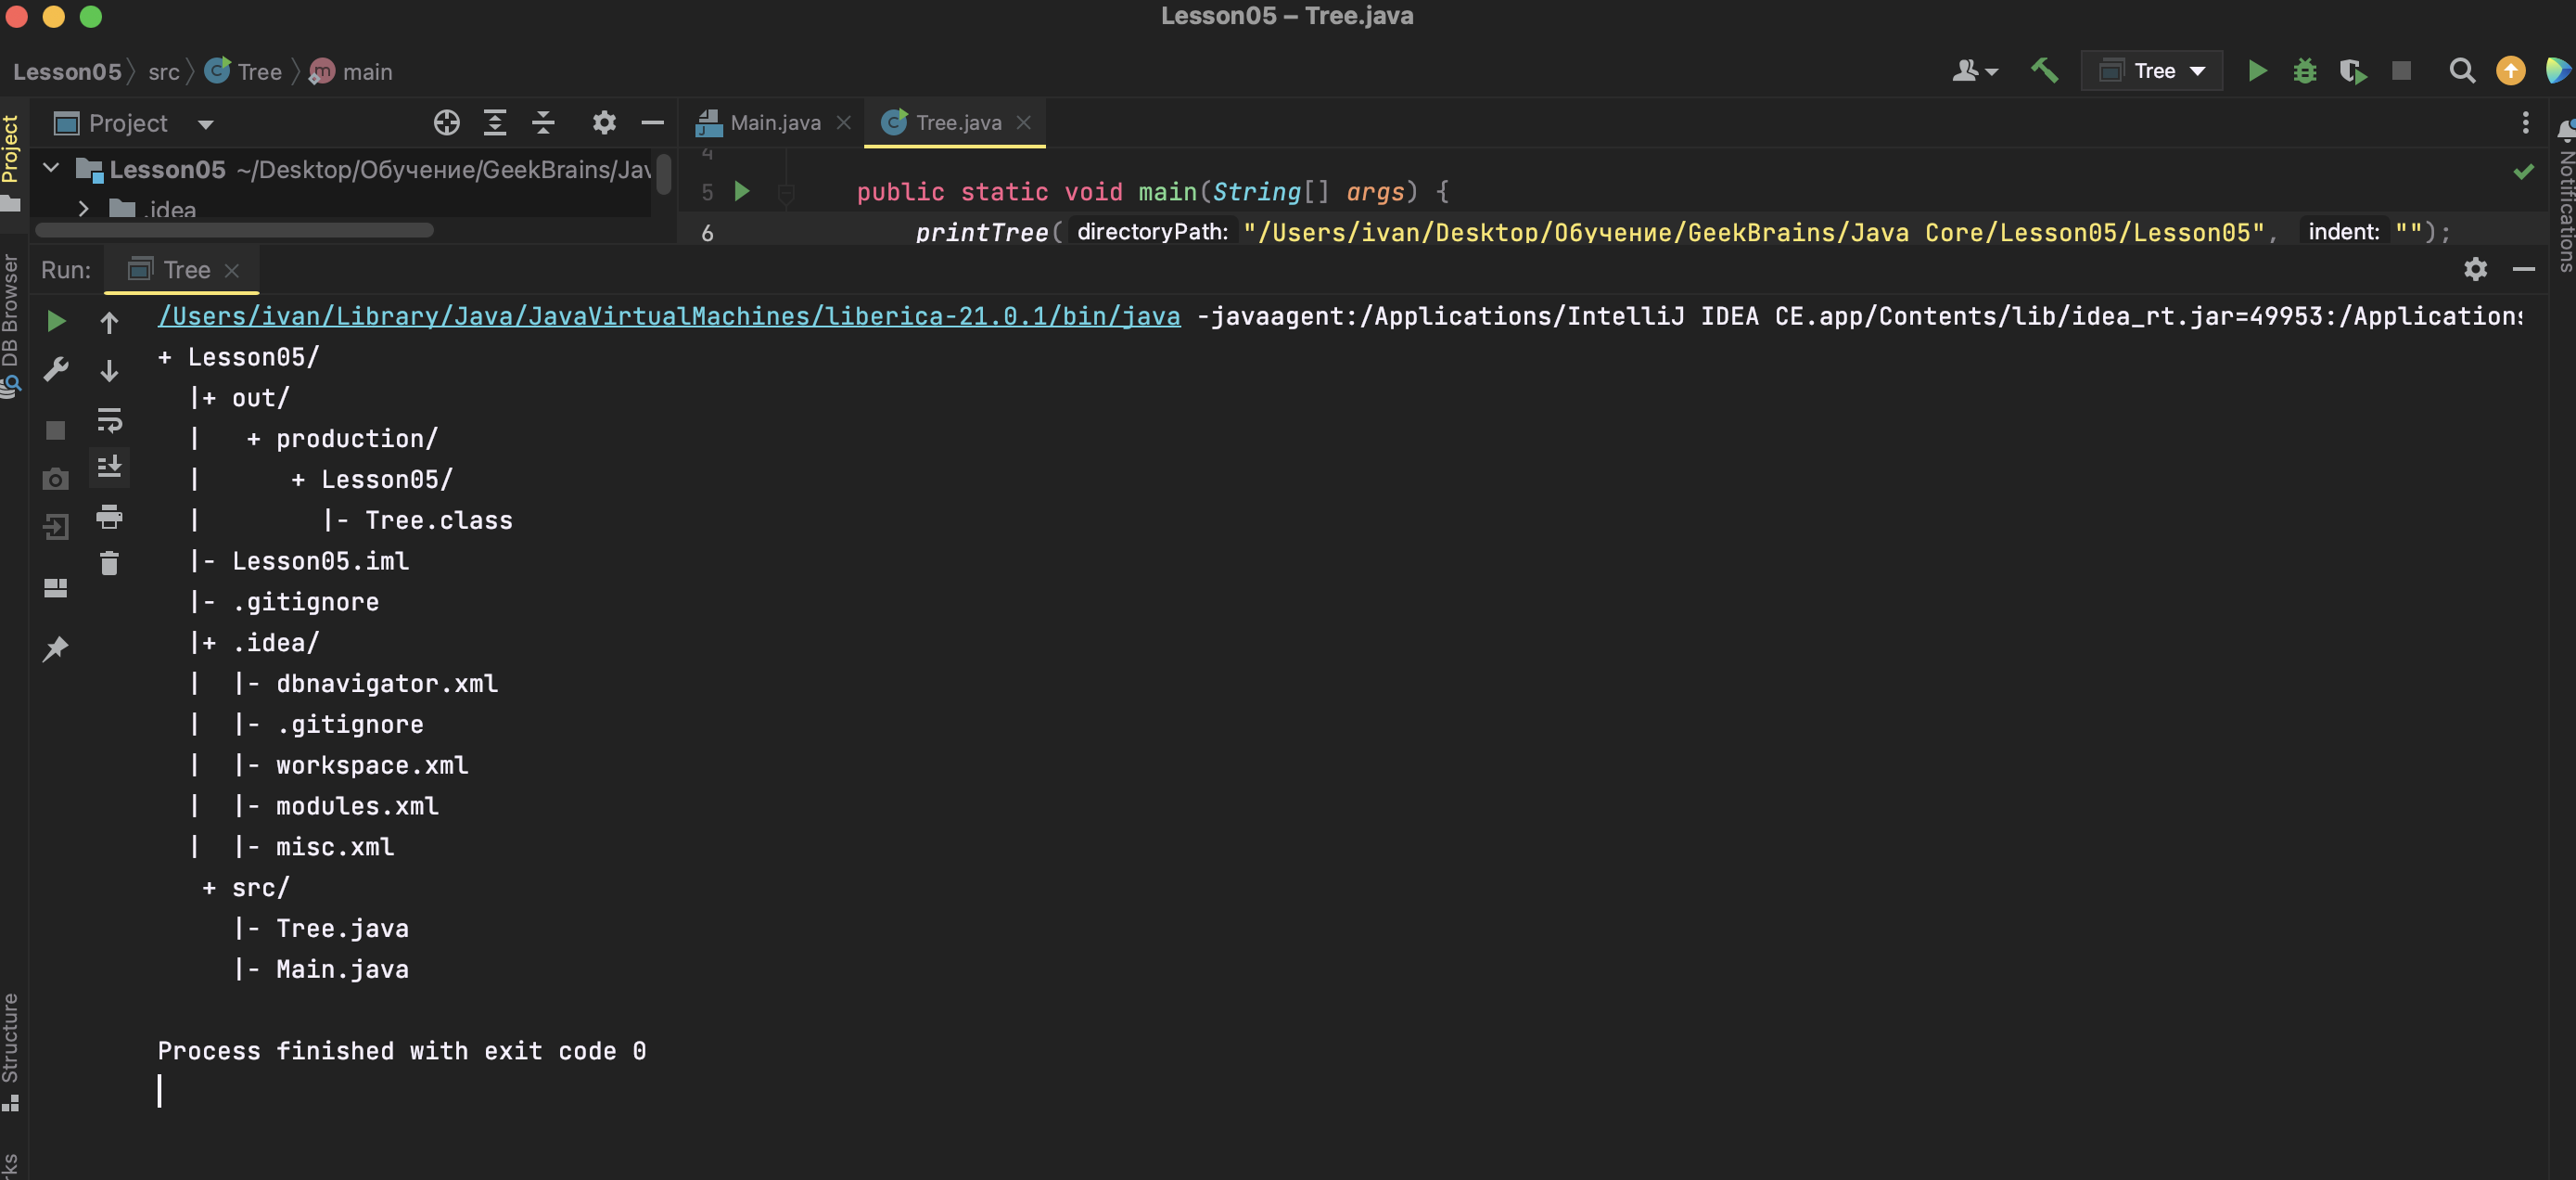 Lesson05 – Tree.java
Lesson05 src Tree main
Tree
Project
Main.java Tree.java
Project
Lesson05 ~/Desktop/Обучение/GeekBrains/Jav
.idea
4
5 public static void main(String[] args) {
6 printTree( directoryPath: "/Users/ivan/Desktop/Обучение/GeekBrains/Java Core/Lesson05/Lesson05", indent: "");
Notifications
DB Browser
Run: Tree
/Users/ivan/Library/Java/JavaVirtualMachines/liberica-21.0.1/bin/java -javaagent:/Applications/IntelliJ IDEA CE.app/Contents/lib/idea_rt.jar=49953:/Applications
+ Lesson05/
  |+ out/
  |   + production/
  |      + Lesson05/
  |        |- Tree.class
  |- Lesson05.iml
  |- .gitignore
  |+ .idea/
  |  |- dbnavigator.xml
  |  |- .gitignore
  |  |- workspace.xml
  |  |- modules.xml
  |  |- misc.xml
   + src/
     |- Tree.java
     |- Main.java
Process finished with exit code 0
Structure